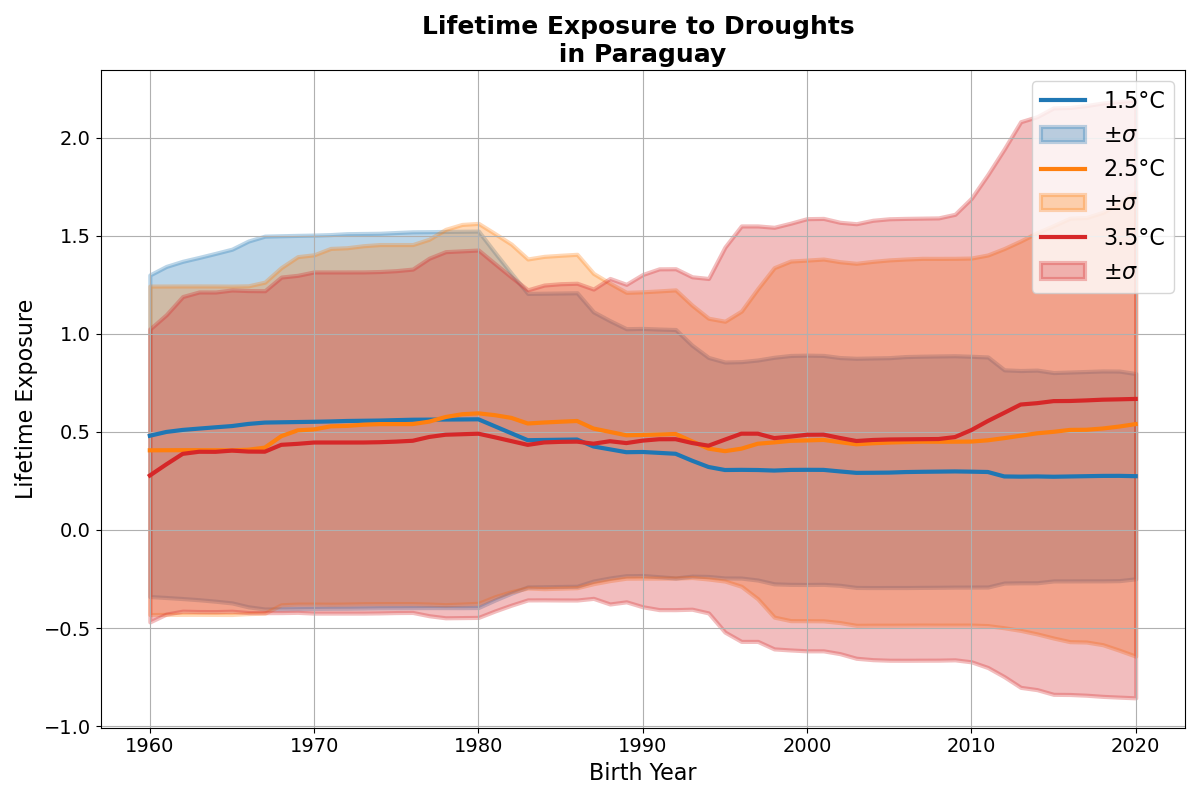 Lifetime Exposure to Droughts
in Paraguay
1.5°C
±σ
2.5°C
±σ
3.5°C
±σ
Lifetime Exposure
2.0
1.5
1.0
0.5
0.0
−0.5
−1.0
1960 1970 1980 1990 2000 2010 2020
Birth Year